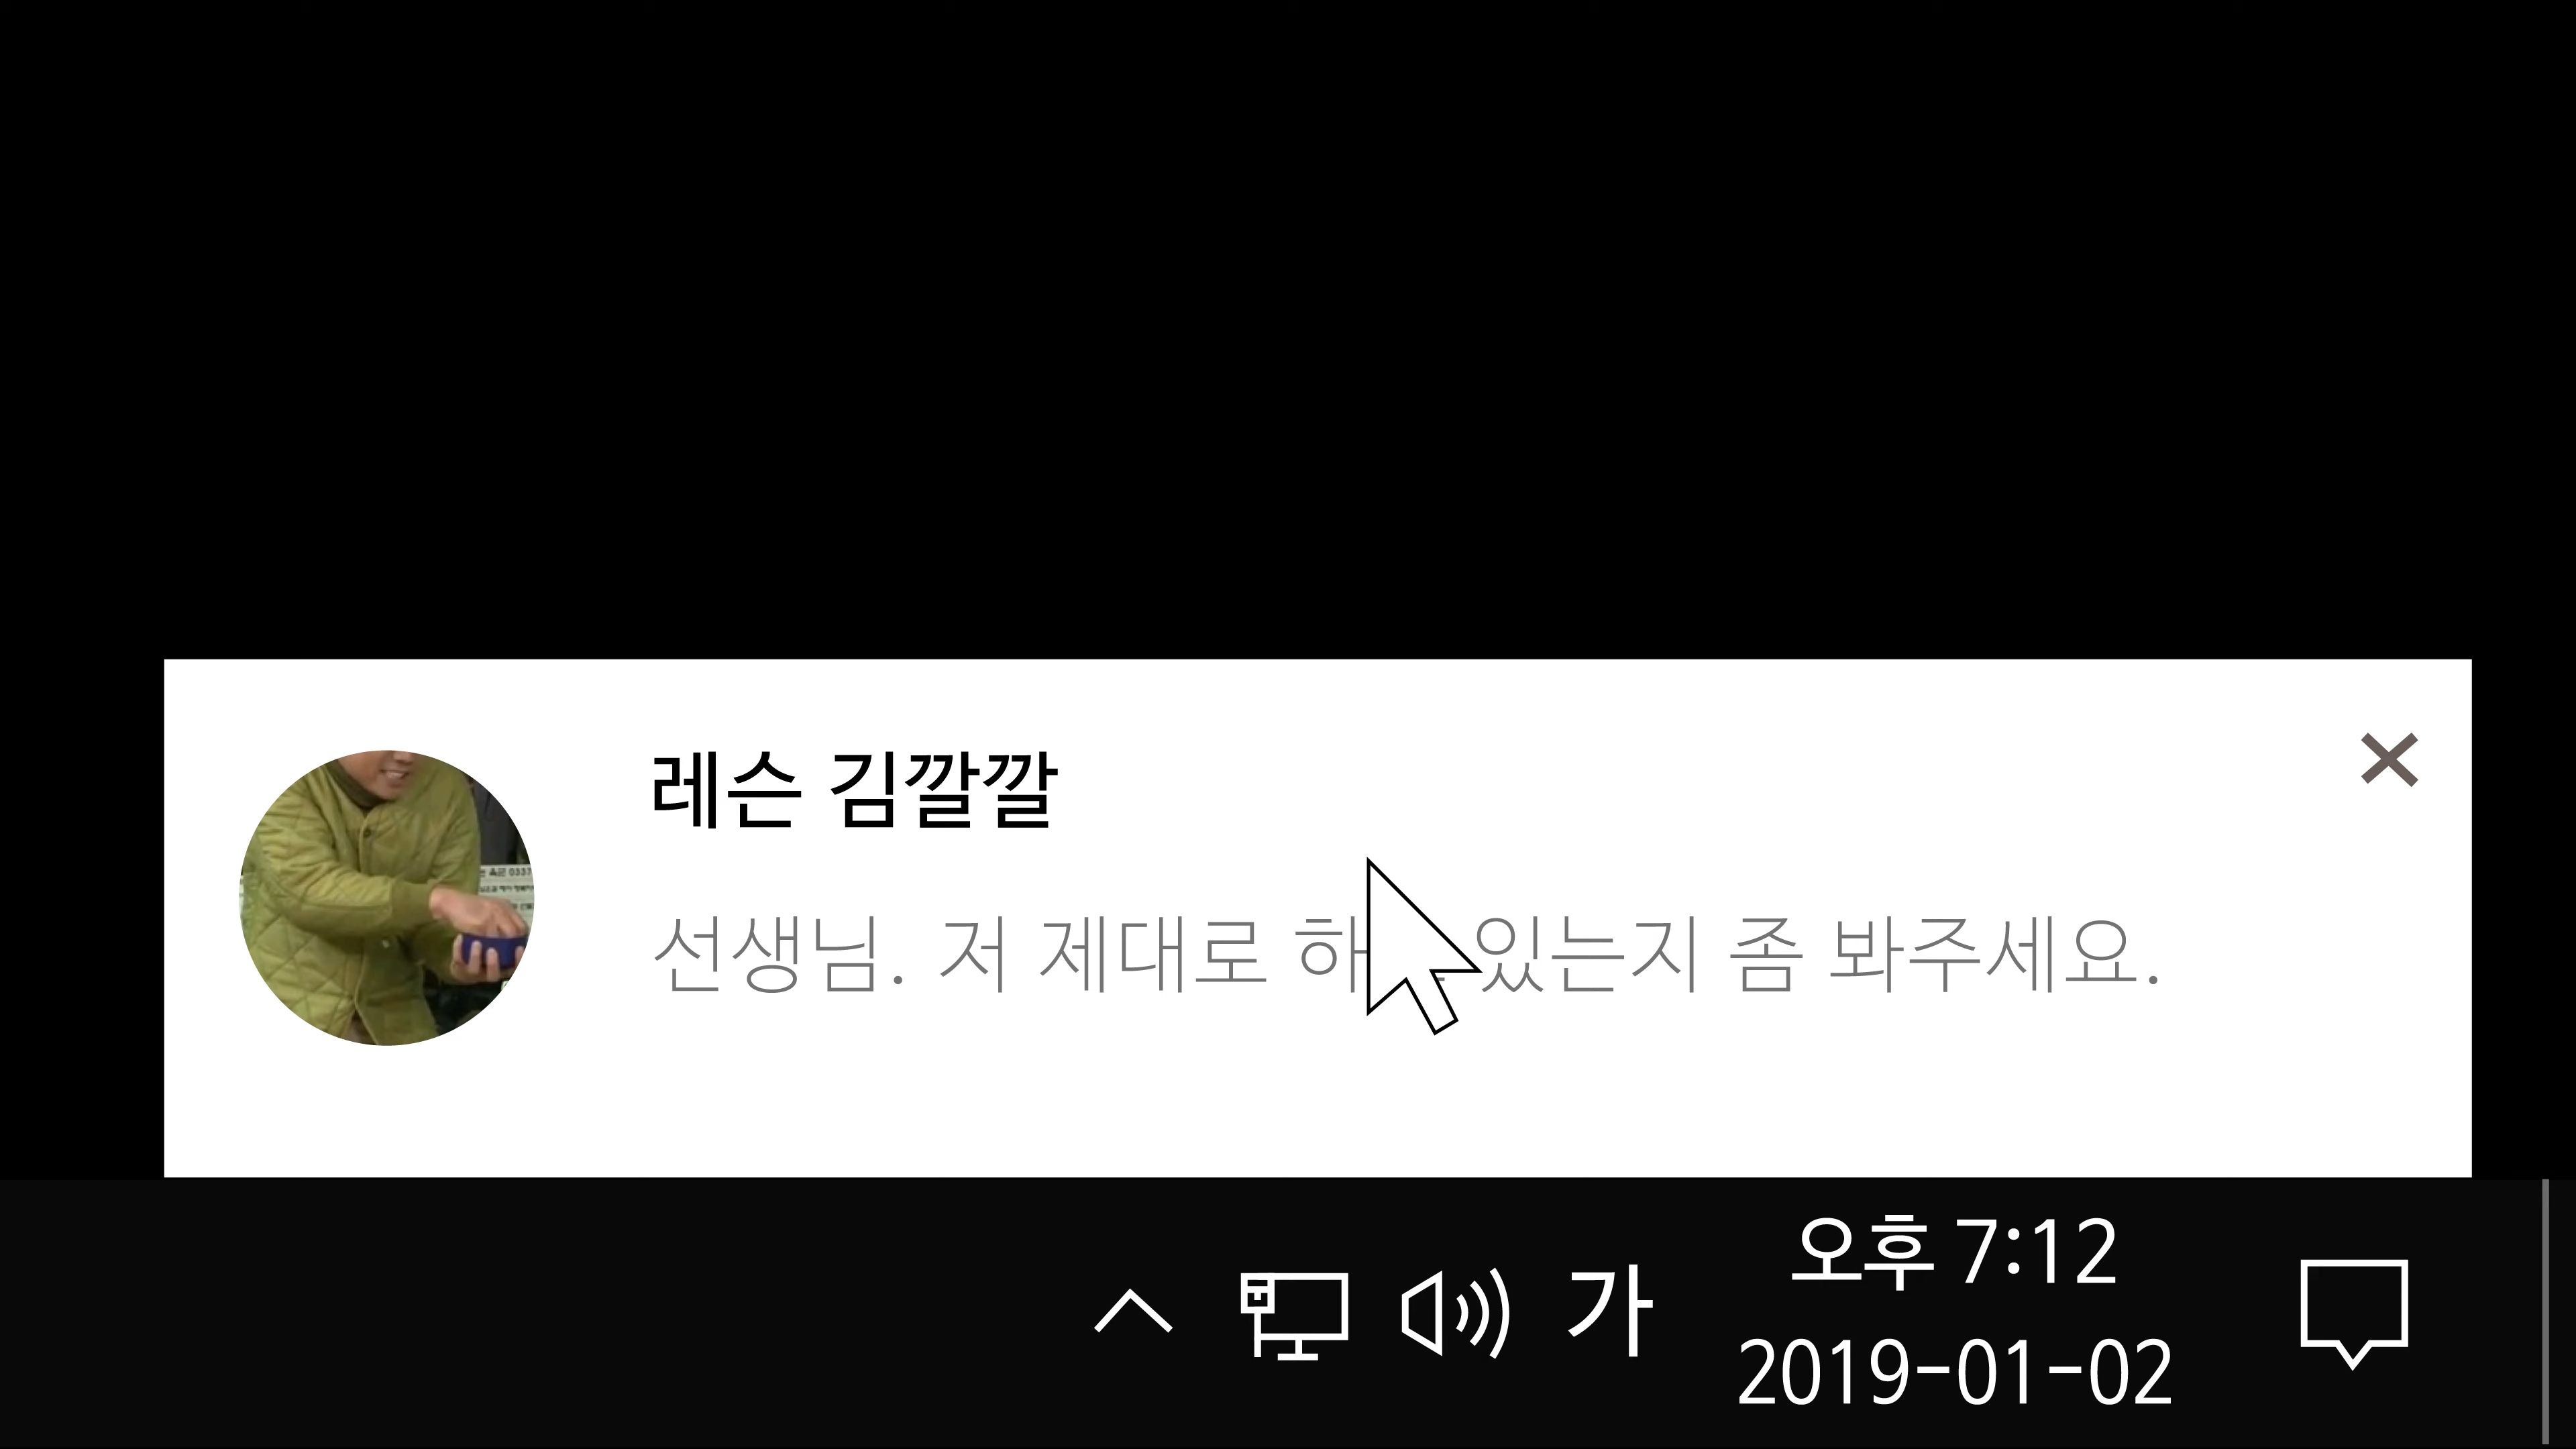 레슨 김깔깔
선생님. 저 제대로 있는지 좀 봐주세요.
가
오후 7:12
2019-01-02